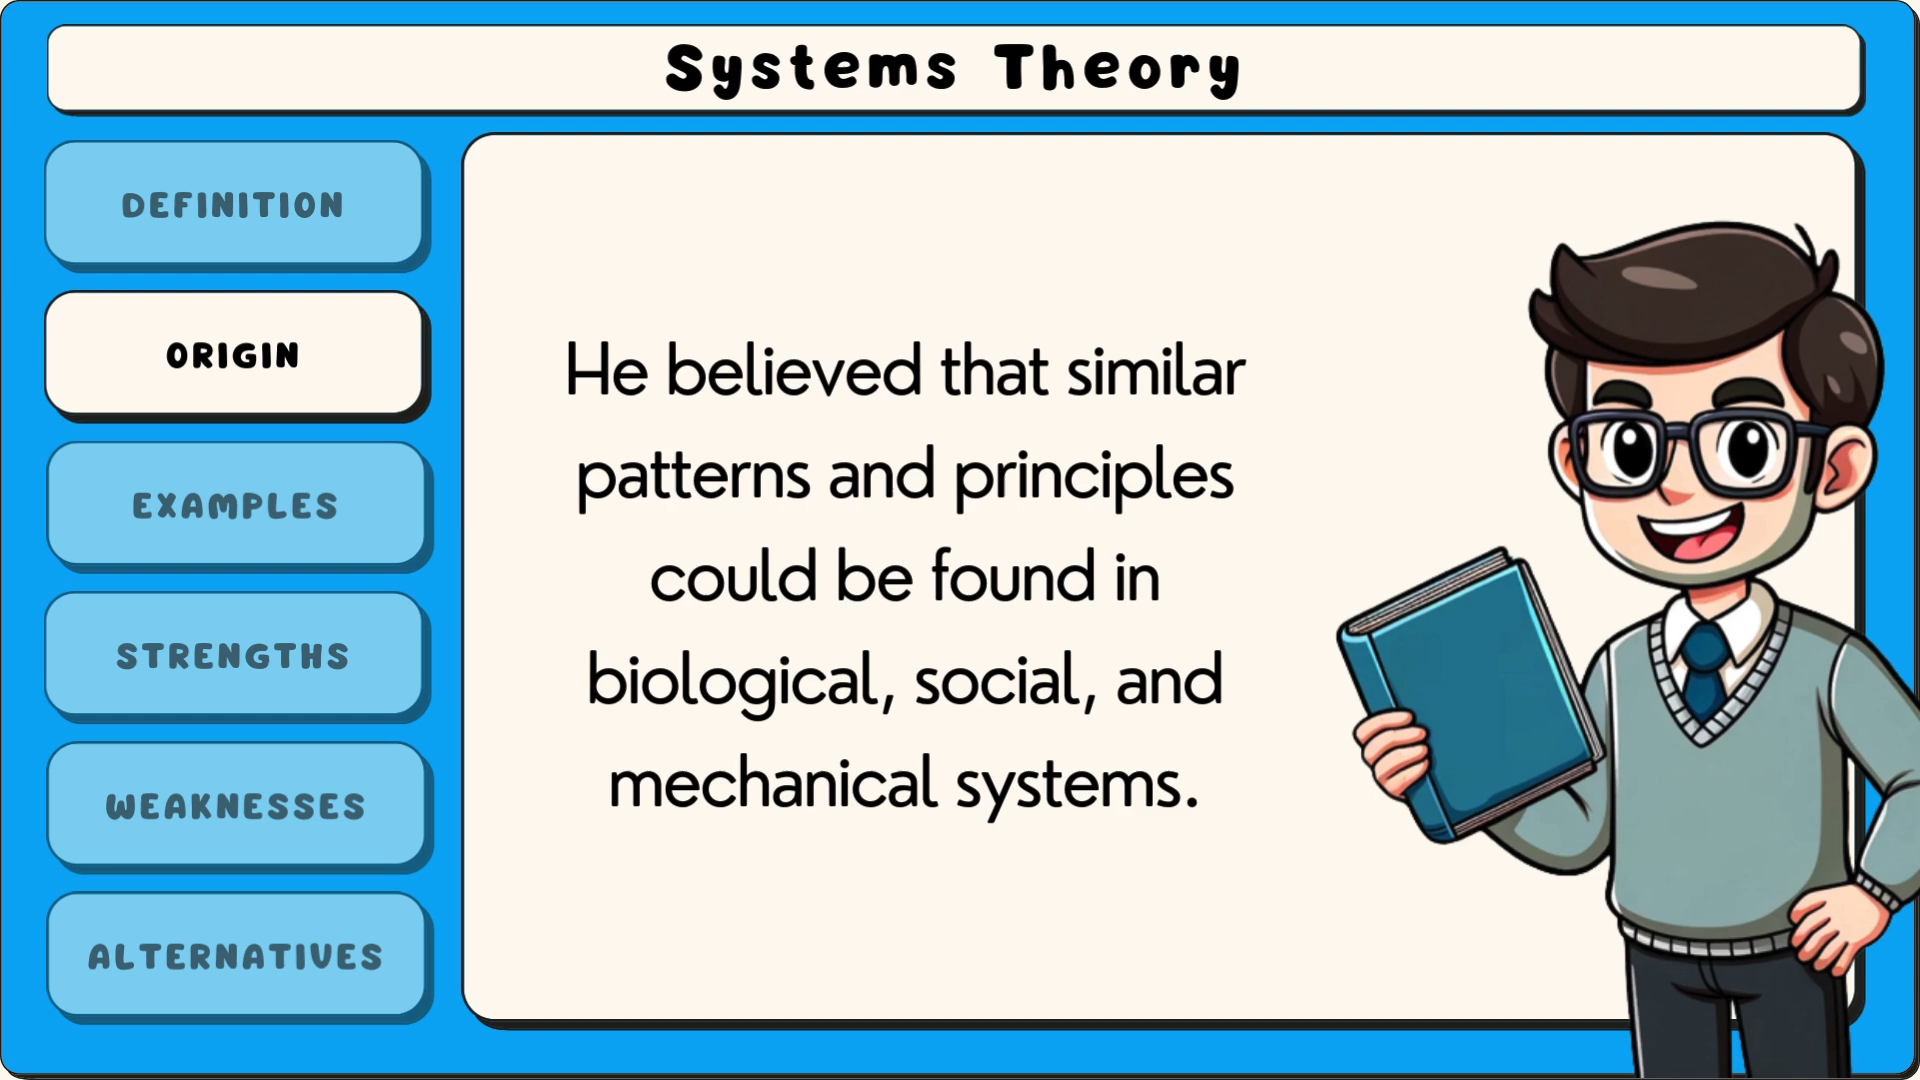 Systems Theory
DEFINITION
ORIGIN
EXAMPLES
STRENGTHS
WEAKNESSES
ALTERNATIVES
He believed that similar
patterns and principles
could be found in
biological, social, and
mechanical systems.